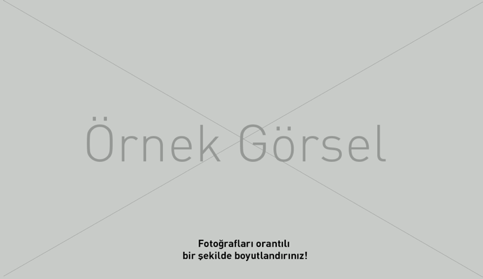 Örnek Görsel
Fotoğrafları orantılı
bir şekilde boyutlandırınız!